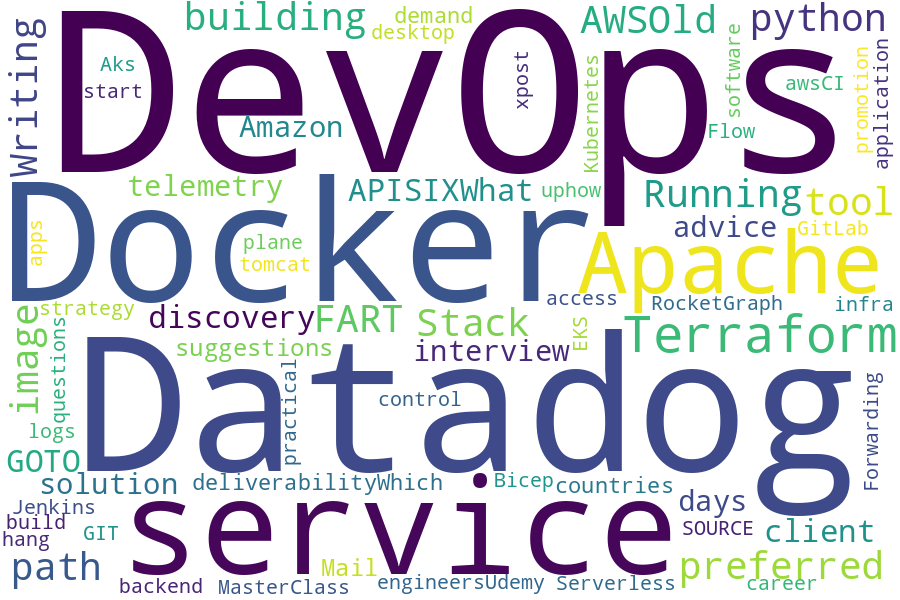 DevOps
building
demand
desktop
AWSOld
python
Writing
Aks
start
xpost
Kubernetes
software
awsCI
promotion
application
Amazon
Flow
telemetry
APISIXWhat
uphow
Running
tool
Docker
apps
plane
tomcat
advice
GitLab
Apache
access
RocketGraph
infra
strategy
discovery
FART
Stack
Terraform
image
questions
suggestions
interview
EKS
practical
control
Datadog
Forwarding
logs
GOTO
solution
deliverabilityWhich
Bicep
countries
days
service
Jenkins
build
hang
GIT
SOURCE
client
path
Mail
preferred
backend
MasterClass
engineersUdemy
Serverless
career